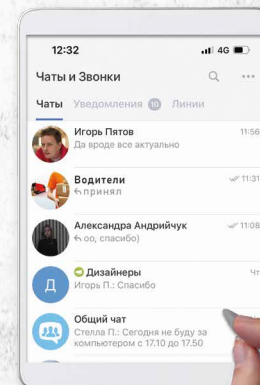 12:32
4G
Чаты и Звонки
Чаты Уведомления 10 Линии
Игорь Пятов 11:56
Да вроде все актуально
Водители 11:31
принял
Александра Андрийчук 11:08
оо, спасибо)
Дизайнеры Чт
Игорь П.: Спасибо
Д
Общий чат
Стелла П.: Сегодня не буду за
компьютером с 17.10 до 17.50